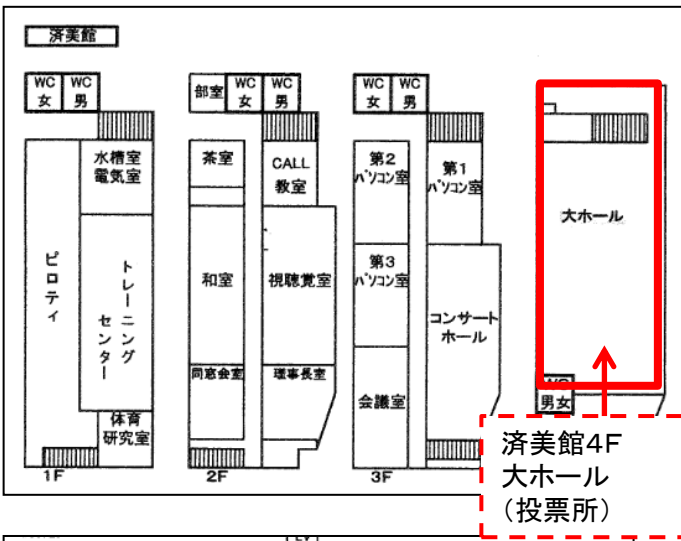 済美館
WC
女
WC
男
水槽室
電気室
ピロティ
トレーニング
センター
体育
研究室
1F
部室
WC
女
WC
男
茶室
CALL
教室
和室
視聴覚室
同窓会室
理事長室
2F
WC
女
WC
男
第2
パソコン室
第1
パソコン室
第3
パソコン室
コンサート
ホール
会議室
3F
大ホール
男女
済美館4F
大ホール
（投票所）